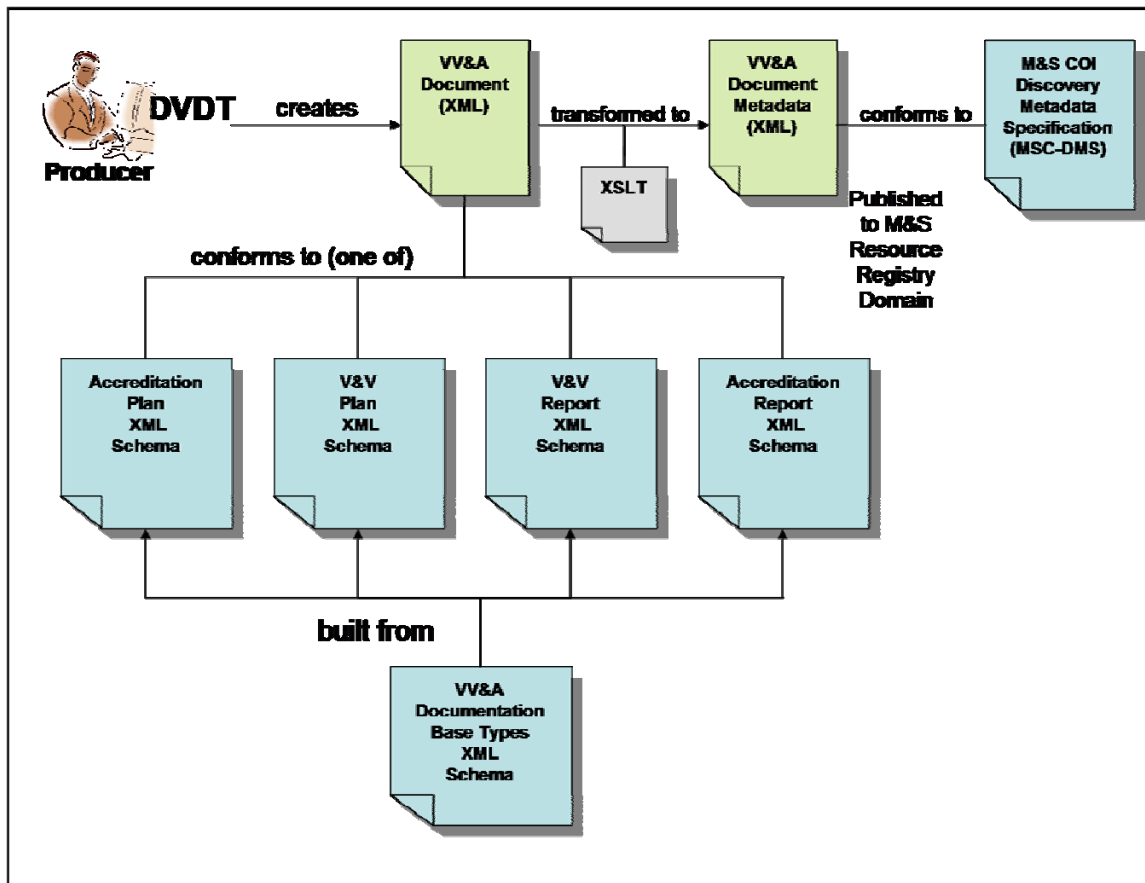 DVDT
Producer
creates
VV&A
Document
(XML)
transformed to
XSLT
VV&A
Document
Metadata
(XML)
conforms to
M&S COI
Discovery
Metadata
Specification
(MSC-DMS)
Published
to M&S
Resource
Registry
Domain
conforms to (one of)
Accreditation
Plan
XML
Schema
V&V
Plan
XML
Schema
V&V
Report
XML
Schema
Accreditation
Report
XML
Schema
built from
VV&A
Documentation
Base Types
XML
Schema